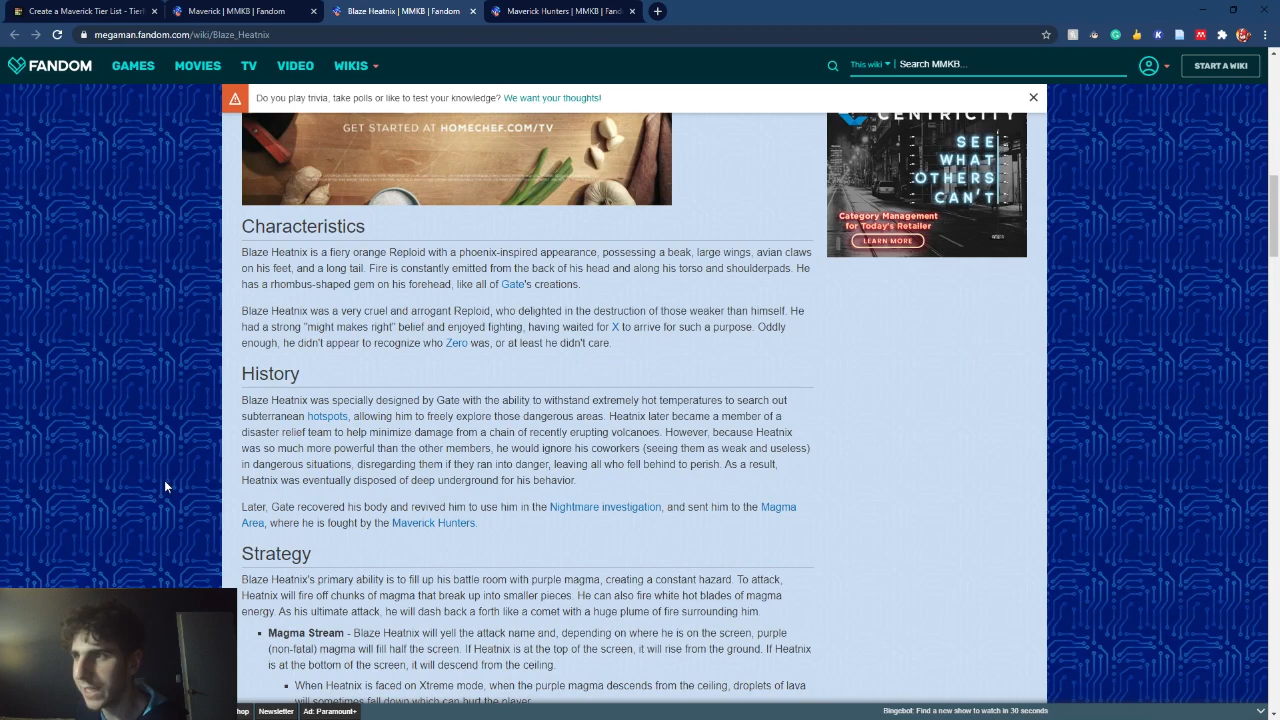 Create a Maverick Tier List - Tier
Maverick | MMKB | Fandom
Blaze Heatnix | MMKB | Fandom
Maverick Hunters | MMKB | Fando
megaman.fandom.com/wiki/Blaze_Heatnix
FANDOM GAMES MOVIES TV VIDEO WIKIS
This wiki Search MMKB...
START A WIKI
Do you play trivia, take polls or like to test your knowledge? We want your thoughts!
GET STARTED AT HOMECHEF.COM/TV
CENTRICITY
SEE
WHAT
OTHERS
CAN'T
Category Management
for Today's Retailer
LEARN MORE
Characteristics
Blaze Heatnix is a fiery orange Reploid with a phoenix-inspired appearance, possessing a beak, large wings, avian claws
on his feet, and a long tail. Fire is constantly emitted from the back of his head and along his torso and shoulderpads. He
has a rhombus-shaped gem on his forehead, like all of Gate's creations.
Blaze Heatnix was a very cruel and arrogant Reploid, who delighted in the destruction of those weaker than himself. He
had a strong "might makes right" belief and enjoyed fighting, having waited for X to arrive for such a purpose. Oddly
enough, he didn't appear to recognize who Zero was, or at least he didn't care.
History
Blaze Heatnix was specially designed by Gate with the ability to withstand extremely hot temperatures to search out
subterranean hotspots, allowing him to freely explore those dangerous areas. Heatnix later became a member of a
disaster relief team to help minimize damage from a chain of recently erupting volcanoes. However, because Heatnix
was so much more powerful than the other members, he would ignore his coworkers (seeing them as weak and useless)
in dangerous situations, disregarding them if they ran into danger, leaving all who fell behind to perish. As a result,
Heatnix was eventually disposed of deep underground for his behavior.
Later, Gate recovered his body and revived him to use him in the Nightmare investigation, and sent him to the Magma
Area, where he is fought by the Maverick Hunters.
Strategy
Blaze Heatnix's primary ability is to fill up his battle room with purple magma, creating a constant hazard. To attack,
Heatnix will fire off chunks of magma that break up into smaller pieces. He can also fire white hot blades of magma
energy. As his ultimate attack, he will dash back a forth like a comet with a huge plume of fire surrounding him.
Magma Stream - Blaze Heatnix will yell the attack name and, depending on where he is on the screen, purple
(non-fatal) magma will fill half the screen. If Heatnix is at the top of the screen, it will rise from the ground. If Heatnix
is at the bottom of the screen, it will descend from the ceiling.
When Heatnix is faced on Xtreme mode, when the purple magma descends from the ceiling, droplets of lava
will sometimes fall down which can hurt the player.
hop Newsletter Ad: Paramount+
Bingebot: Find a new show to watch in 30 seconds